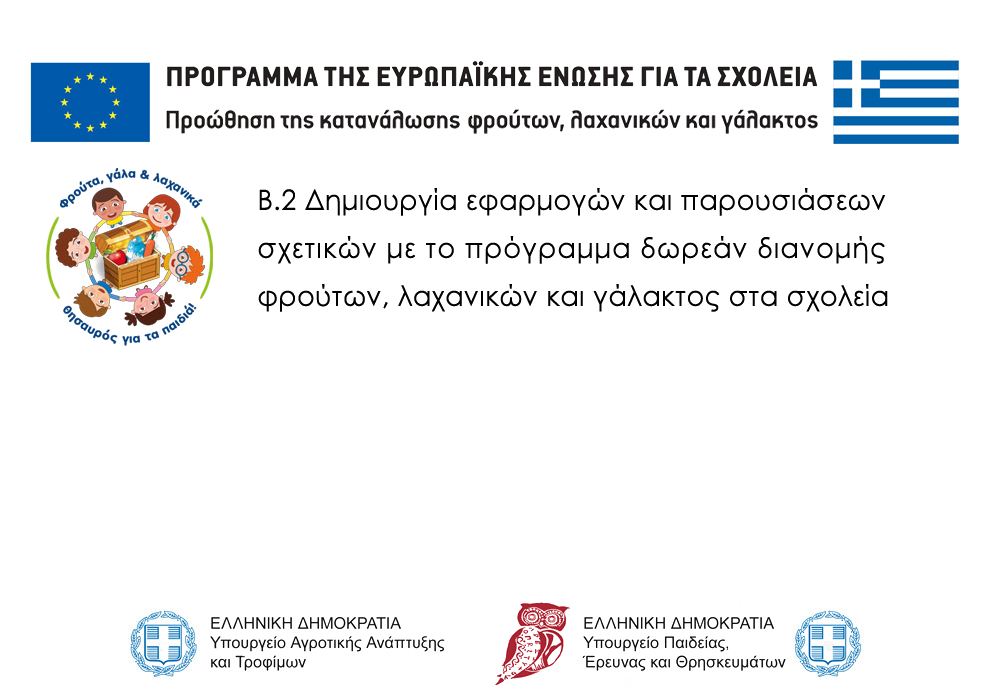 ΠΡΟΓΡΑΜΜΑ ΤΗΣ ΕΥΡΩΠΑΪΚΗΣ ΕΝΩΣΗΣ ΓΙΑ ΤΑ ΣΧΟΛΕΙΑ
Προώθηση της κατανάλωσης φρούτων, λαχανικών και γάλακτος
Φρούτα, γάλα & λαχανικά
θησαυρός για τα παιδιά!
Β.2 Δημιουργία εφαρμογών και παρουσιάσεων
σχετικών με το πρόγραμμα δωρεάν διανομής
φρούτων, λαχανικών και γάλακτος στα σχολεία
ΕΛΛΗΝΙΚΗ ΔΗΜΟΚΡΑΤΙΑ
Υπουργείο Αγροτικής Ανάπτυξης
και Τροφίμων
ΕΛΛΗΝΙΚΗ ΔΗΜΟΚΡΑΤΙΑ
Υπουργείο Παιδείας,
Έρευνας και Θρησκευμάτων